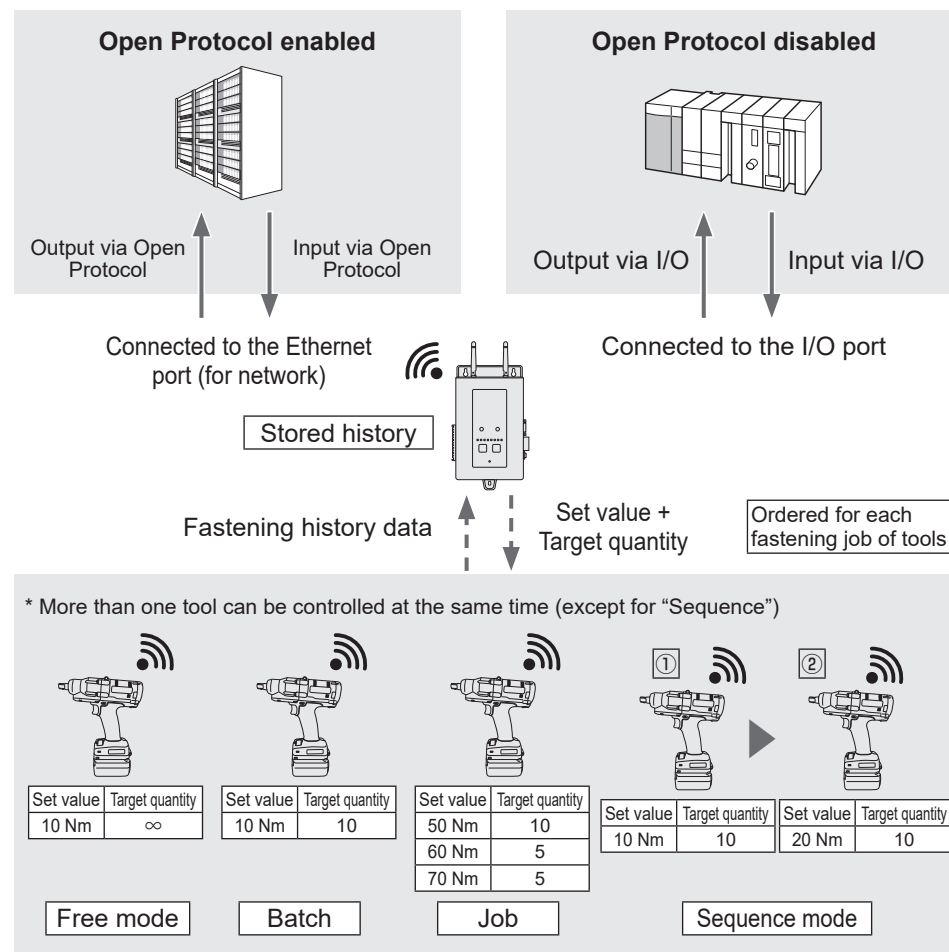 Open Protocol enabled
Open Protocol disabled
Output via Open
Protocol
Input via Open
Protocol
Output via I/O
Input via I/O
Connected to the Ethernet
port (for network)
Connected to the I/O port
Stored history
Fastening history data
Set value +
Target quantity
Ordered for each
fastening job of tools
* More than one tool can be controlled at the same time (except for “Sequence”)
① ②
Set value Target quantity
10 Nm ∞
Set value Target quantity
10 Nm 10
Set value Target quantity
50 Nm 10
60 Nm 5
70 Nm 5
Set value Target quantity
10 Nm 10
Set value Target quantity
20 Nm 10
Free mode
Batch
Job
Sequence mode